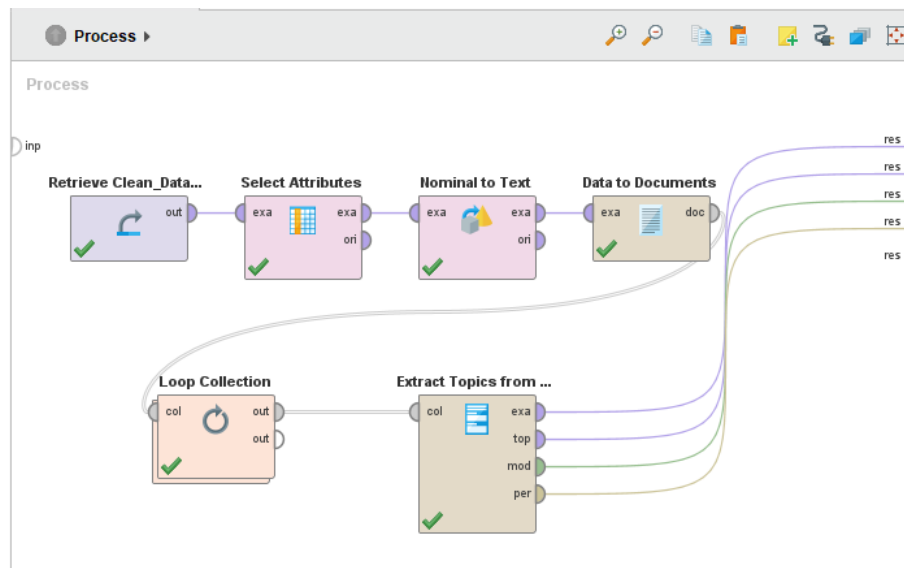 Process
Process
inp
res
res
res
res
res
Retrieve Clean_Data...
out
Select Attributes
exa
exa
ori
Nominal to Text
exa
exa
ori
Data to Documents
exa
doc
Loop Collection
col
out
out
Extract Topics from ...
col
exa
top
mod
per